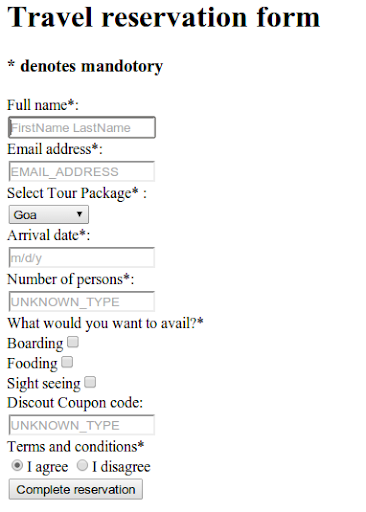 Travel reservation form
* denotes mandotory
Full name*:
FirstName LastName
Email address*:
EMAIL_ADDRESS
Select Tour Package* :
Goa
Arrival date*:
m/d/y
Number of persons*:
UNKNOWN_TYPE
What would you want to avail?*
Boarding
Fooding
Sight seeing
Discout Coupon code:
UNKNOWN_TYPE
Terms and conditions*
I agree I disagree
Complete reservation